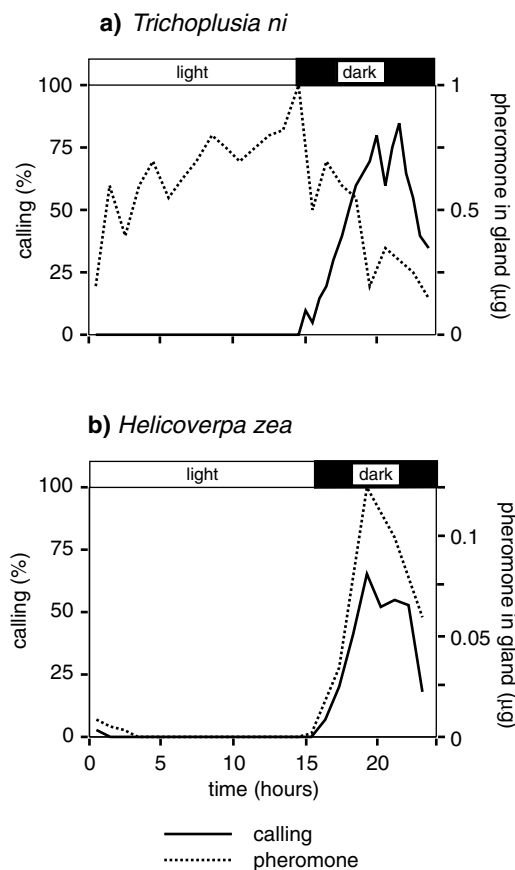 a) Trichoplusia ni
light dark
100 1
75
50 0.5
25
0 0
calling (%)
pheromone in gland (µg)
b) Helicoverpa zea
light dark
100
0.1
75
50
0.05
25
0 0
calling (%)
pheromone in gland (µg)
0 5 10 15 20
time (hours)
calling
pheromone